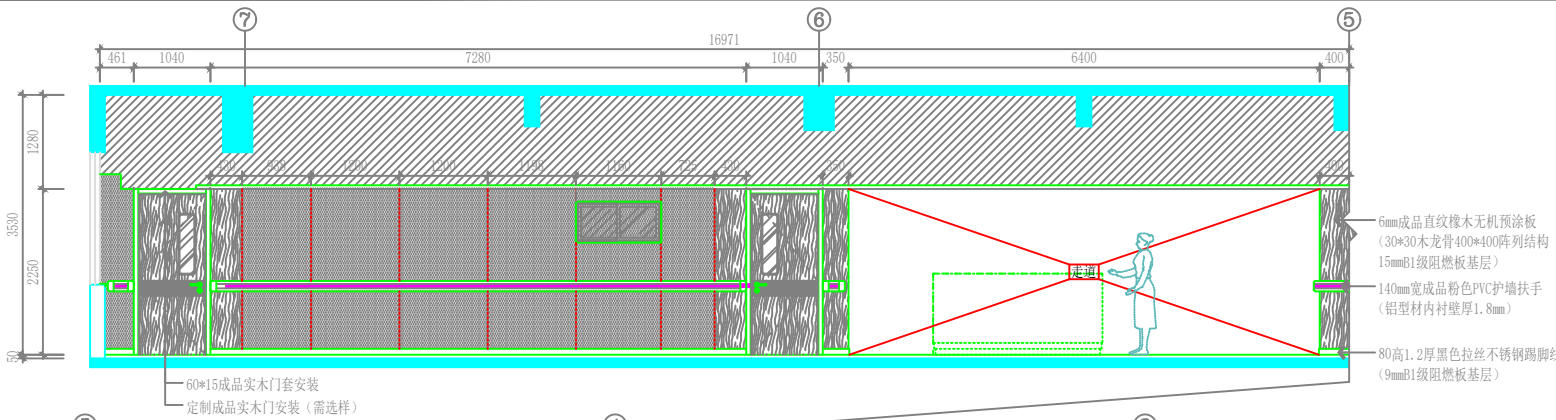 ⑦ ⑥ ⑤
16971
461 1040 7280 1040 350 6400 400
1280
2250
3530
50
430 938 1200 1200 1198 1160 725 430 350 400
走道
6mm成品直纹橡木无机预涂板
（30*30木龙骨400*400阵列结构
15mmB1级阻燃板基层）
140mm宽成品粉色PVC护墙扶手
（铝型材内衬壁厚1.8mm）
80高1.2厚黑色拉丝不锈钢踢脚线
（9mmB1级阻燃板基层）
60*15成品实木门套安装
定制成品实木门安装（需选样）